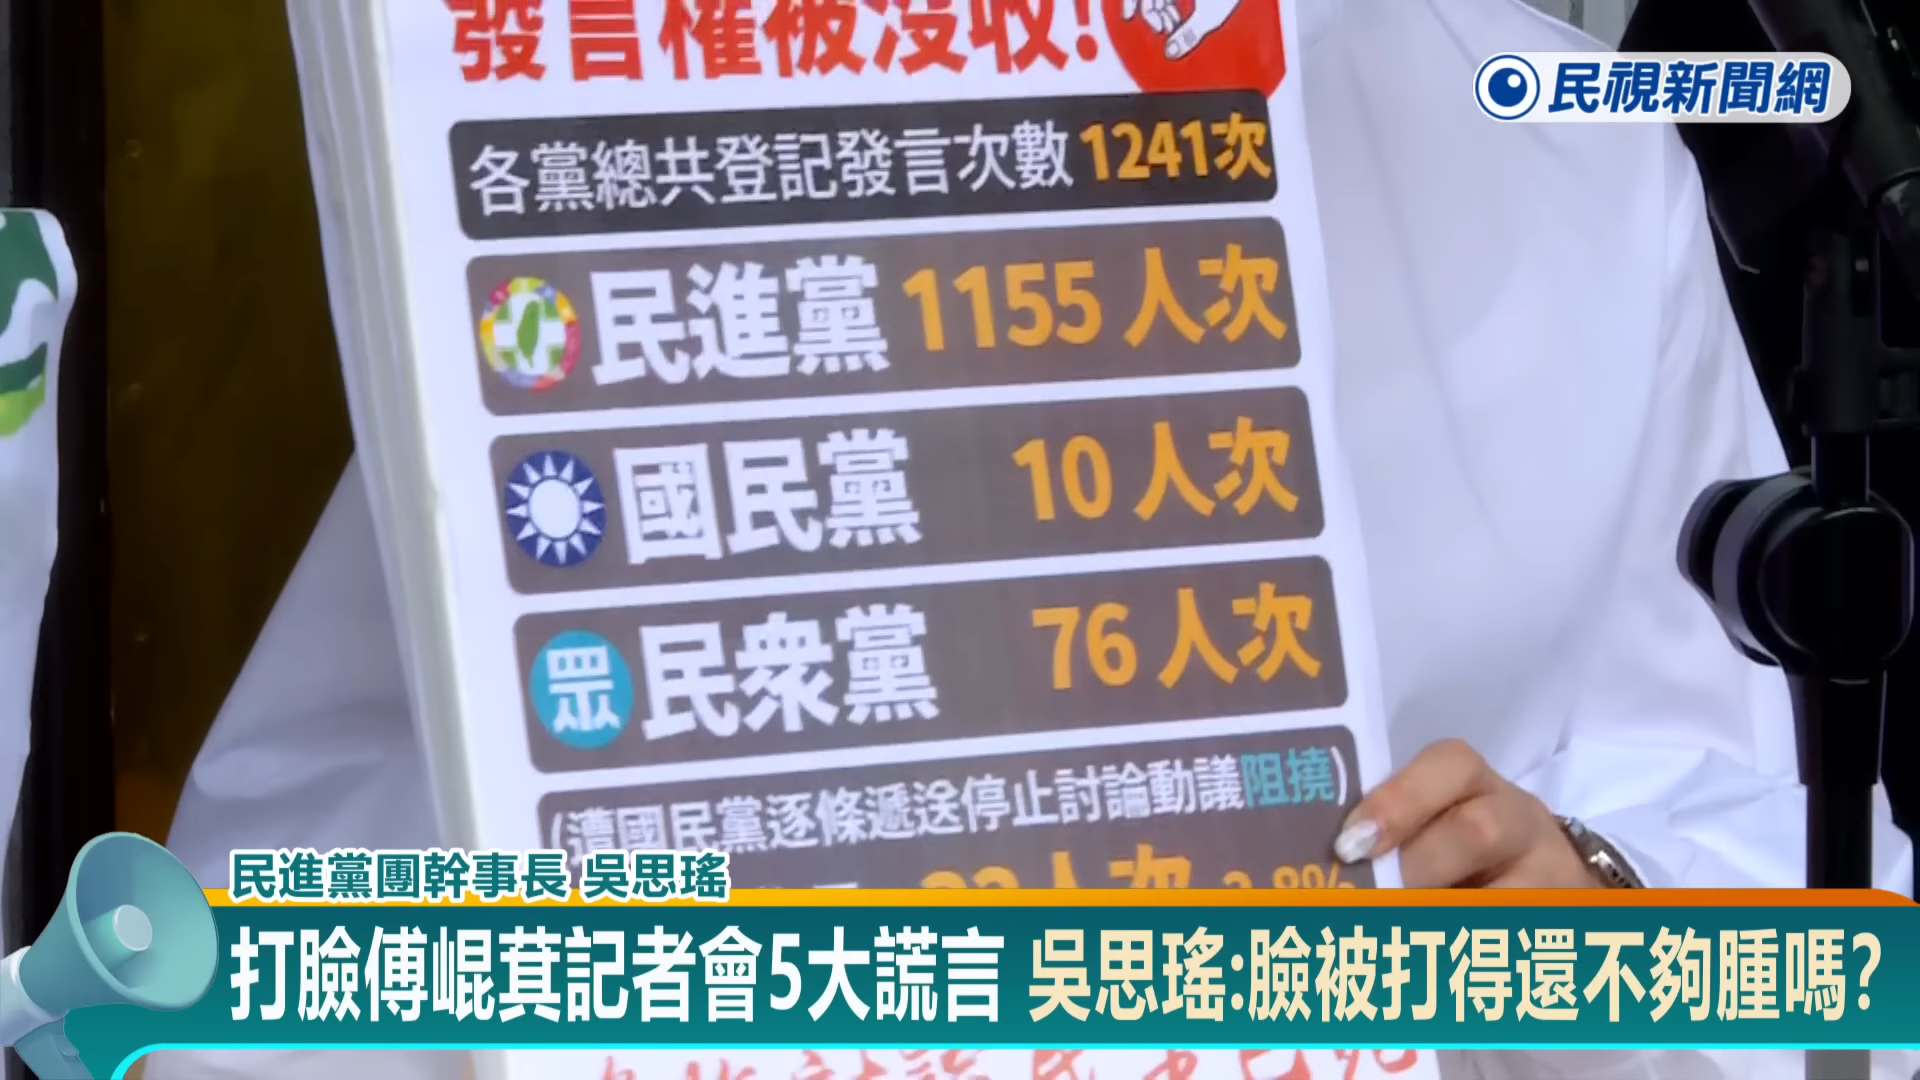 發言權被沒收!
民視新聞網
各黨總共登記發言次數 1241次
民進黨 1155 人次
國民黨 10 人次
眾 民眾黨 76 人次
(遭國民黨逐條遞送停止討論動議阻撓)
民進黨團幹事長 吳思瑤
打臉傅崐萁記者會5大謊言 吳思瑤:臉被打得還不夠腫嗎?